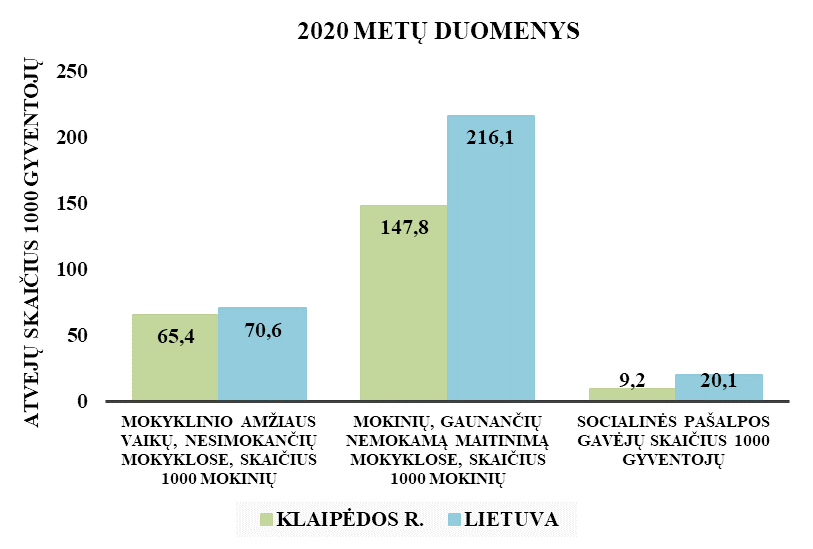 2020 METŲ DUOMENYS
ATVEJŲ SKAIČIUS 1000 GYVENTOJŲ
250
200
150
100
50
0
65,4
70,6
147,8
216,1
9,2
20,1
MOKYKLINIO AMŽIAUS
VAIKŲ, NESIMOKANČIŲ
MOKYKLOSE, SKAIČIUS
1000 MOKINIŲ
MOKINIŲ, GAUNANČIŲ
NEMOKAMĄ MAITINIMĄ
MOKYKLOSE, SKAIČIUS
1000 MOKINIŲ
SOCIALINĖS PAŠALPOS
GAVĖJŲ SKAIČIUS 1000
GYVENTOJŲ
KLAIPĖDOS R.
LIETUVA